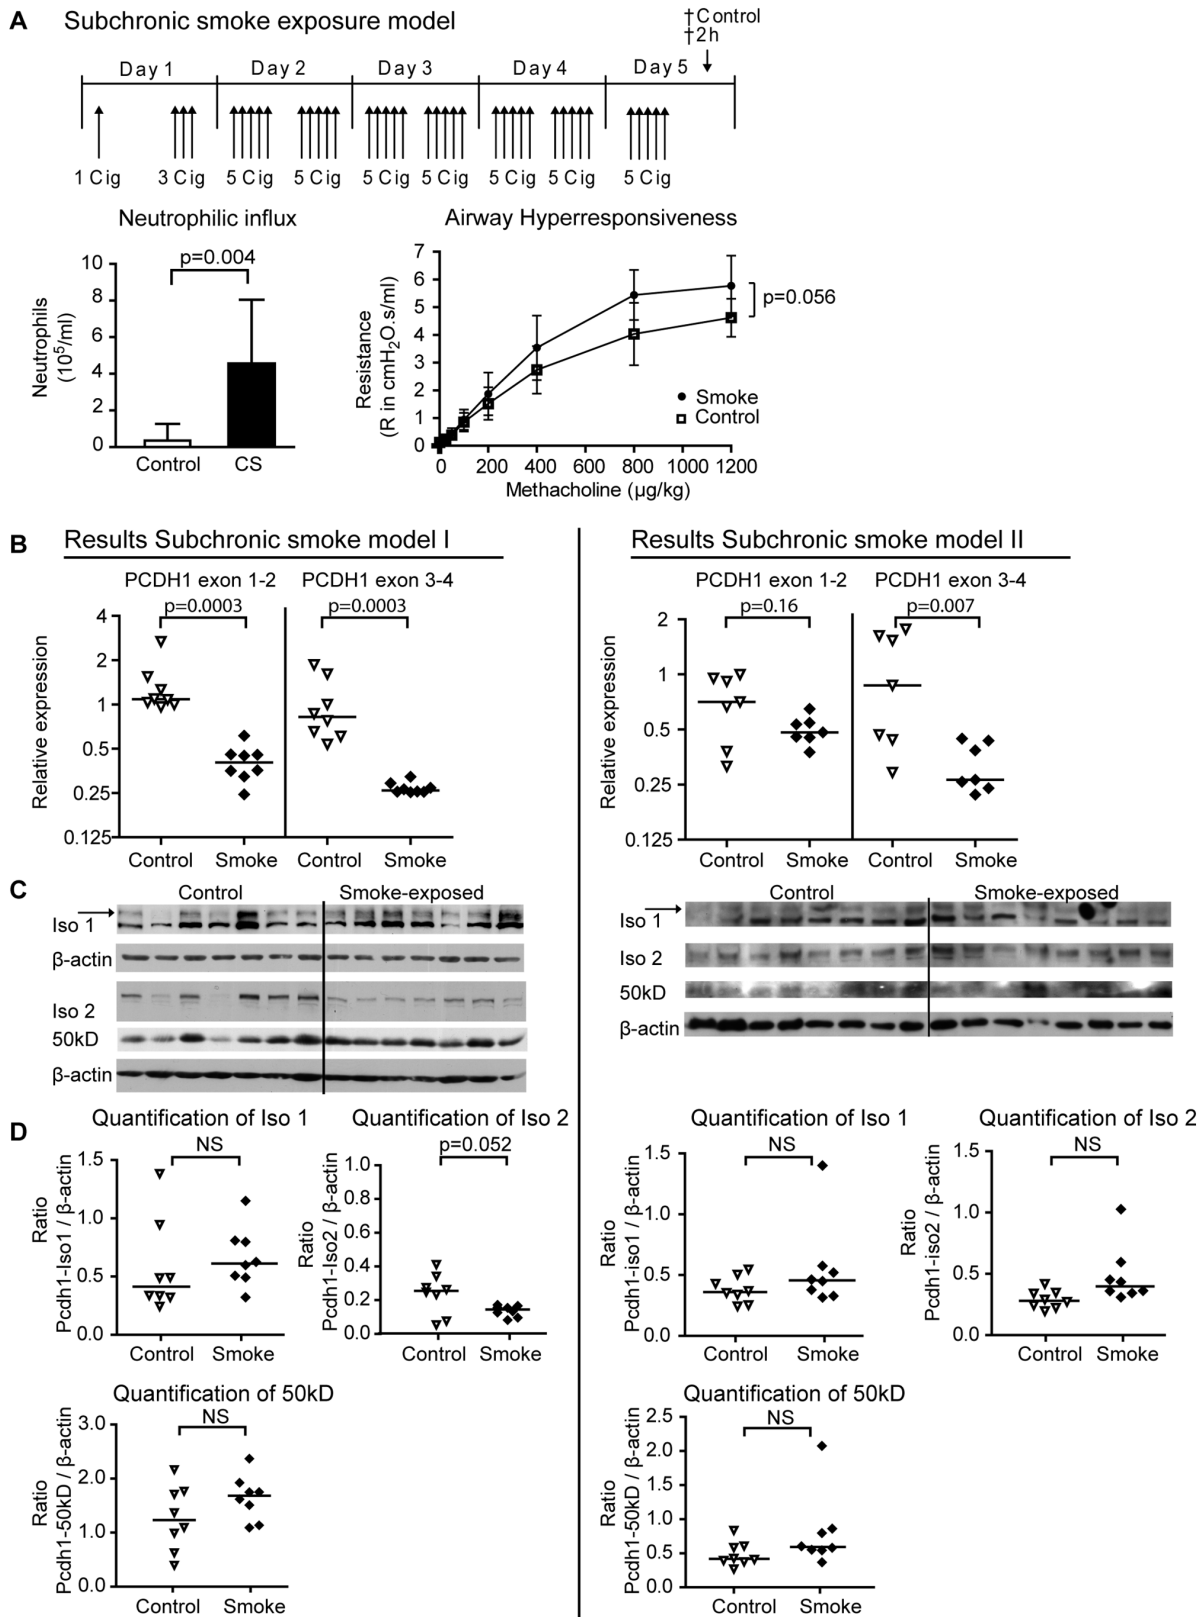 A Subchronic smoke exposure model
†Control
†2h
Day 1 Day 2 Day 3 Day 4 Day 5
1 Cig 3 Cig 5 Cig 5 Cig 5 Cig 5 Cig 5 Cig 5 Cig 5 Cig
Neutrophilic influx
p=0.004
Neutrophils
(10⁵/ml)
10
8
6
4
2
0
Control CS
Airway Hyperresponsiveness
Resistance
(R in cmH₂O.s/ml)
7
6
5
4
3
2
1
0
p=0.056
Smoke
Control
0 200 400 600 800 1000 1200
Methacholine (µg/kg)
B Results Subchronic smoke model I
PCDH1 exon 1-2 PCDH1 exon 3-4
p=0.0003 p=0.0003
Relative expression
4
2
1
0.5
0.25
0.125
Control Smoke Control Smoke
Results Subchronic smoke model II
PCDH1 exon 1-2 PCDH1 exon 3-4
p=0.16 p=0.007
Relative expression
2
1
0.5
0.25
0.125
Control Smoke Control Smoke
C Control Smoke-exposed
Iso 1
β-actin
Iso 2
50kD
β-actin
Control Smoke-exposed
Iso 1
Iso 2
50kD
β-actin
D Quantification of Iso 1
NS
Ratio
Pcdh1-Iso1 / β-actin
1.5
1.0
0.5
0.0
Control Smoke
Quantification of Iso 2
p=0.052
Ratio
Pcdh1-Iso2 / β-actin
1.0
0.8
0.6
0.4
0.2
0.0
Control Smoke
Quantification of 50kD
NS
Ratio
Pcdh1-50kD / β-actin
3.0
2.0
1.0
0.0
Control Smoke
Quantification of Iso 1
NS
Ratio
Pcdh1-iso1 / β-actin
1.5
1.0
0.5
0.0
Control Smoke
Quantification of Iso 2
NS
Ratio
Pcdh1-iso2 / β-actin
1.5
1.0
0.5
0.0
Control Smoke
Quantification of 50kD
NS
Ratio
Pcdh1-50kD / β-actin
2.5
2.0
1.5
1.0
0.5
0.0
Control Smoke